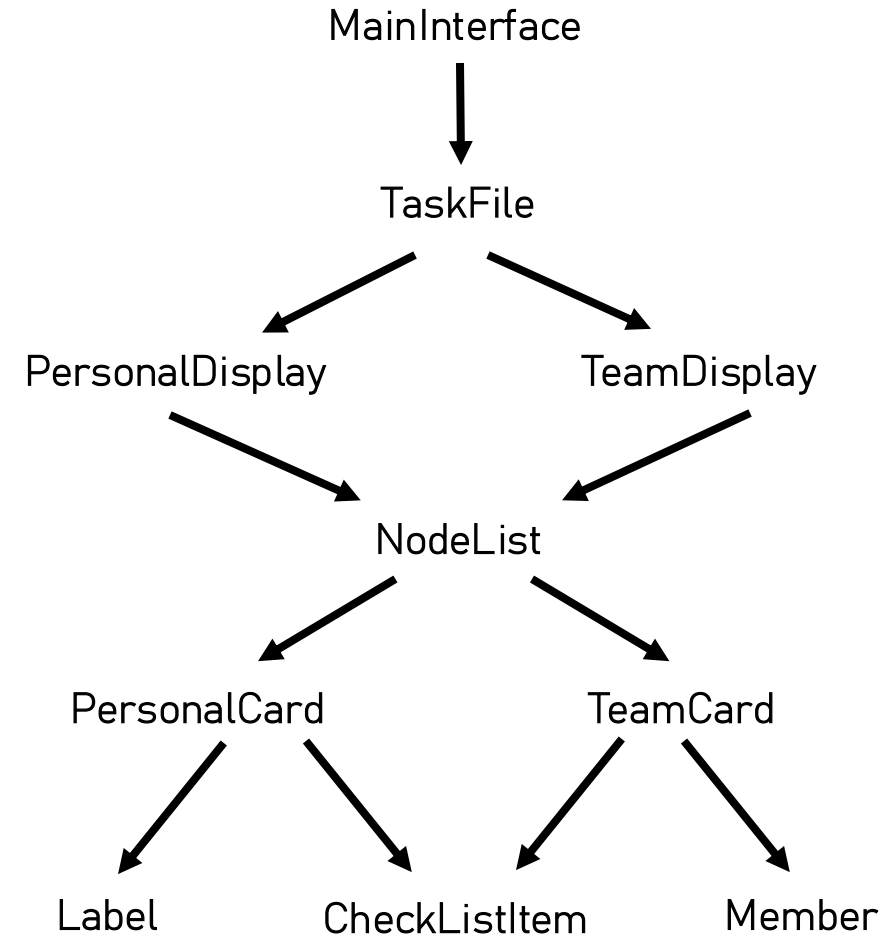 MainInterface
TaskFile
PersonalDisplay
TeamDisplay
NodeList
PersonalCard
TeamCard
Label
CheckListItem
Member